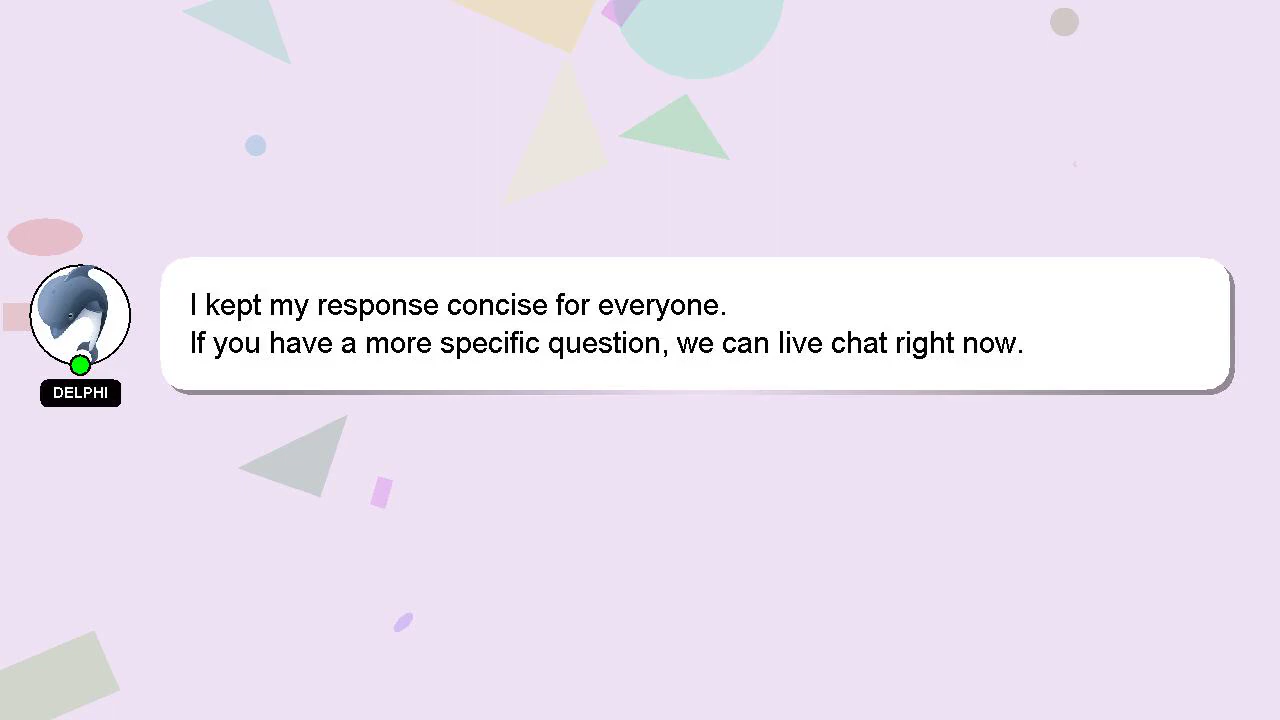 I kept my response concise for everyone.
If you have a more specific question, we can live chat right now.
DELPHI